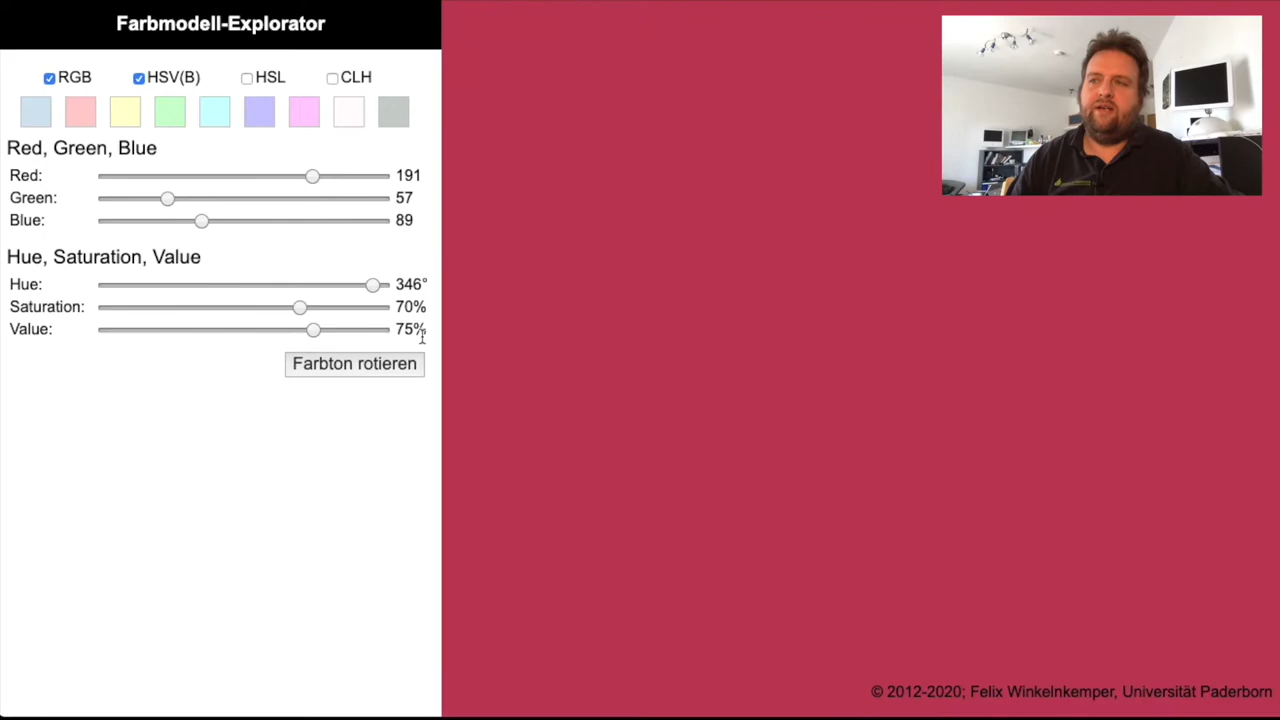 Farbmodell-Explorator
RGB HSV(B) HSL CLH
Red, Green, Blue
Red: 191
Green: 57
Blue: 89
Hue, Saturation, Value
Hue: 346°
Saturation: 70%
Value: 75%
Farbton rotieren
© 2012-2020; Felix Winkelnkemper, Universität Paderborn